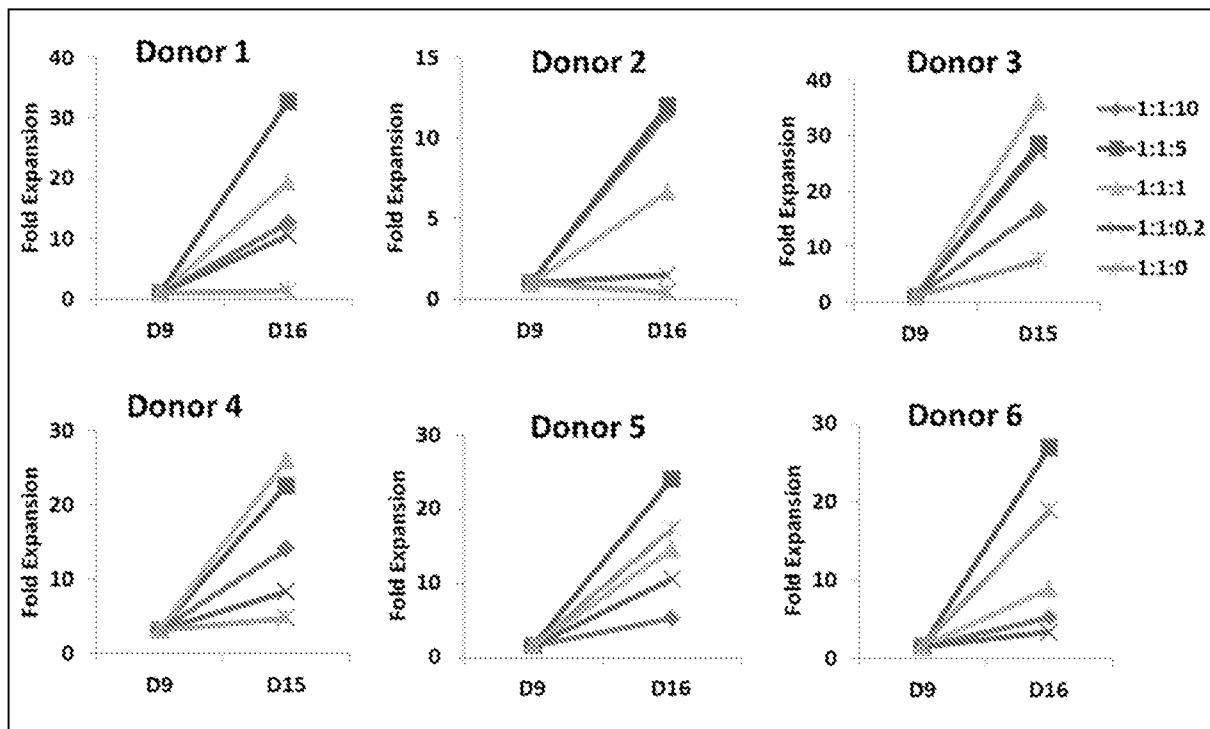 Donor 1
Fold Expansion
40
30
20
10
0
D9
D16
Donor 2
Fold Expansion
15
10
5
0
D9
D16
Donor 3
Fold Expansion
40
30
20
10
0
D9
D15
1:1:10
1:1:5
1:1:1
1:1:0.2
1:1:0
Donor 4
Fold Expansion
30
20
10
0
D9
D15
Donor 5
Fold Expansion
30
20
10
0
D9
D16
Donor 6
Fold Expansion
30
20
10
0
D9
D16